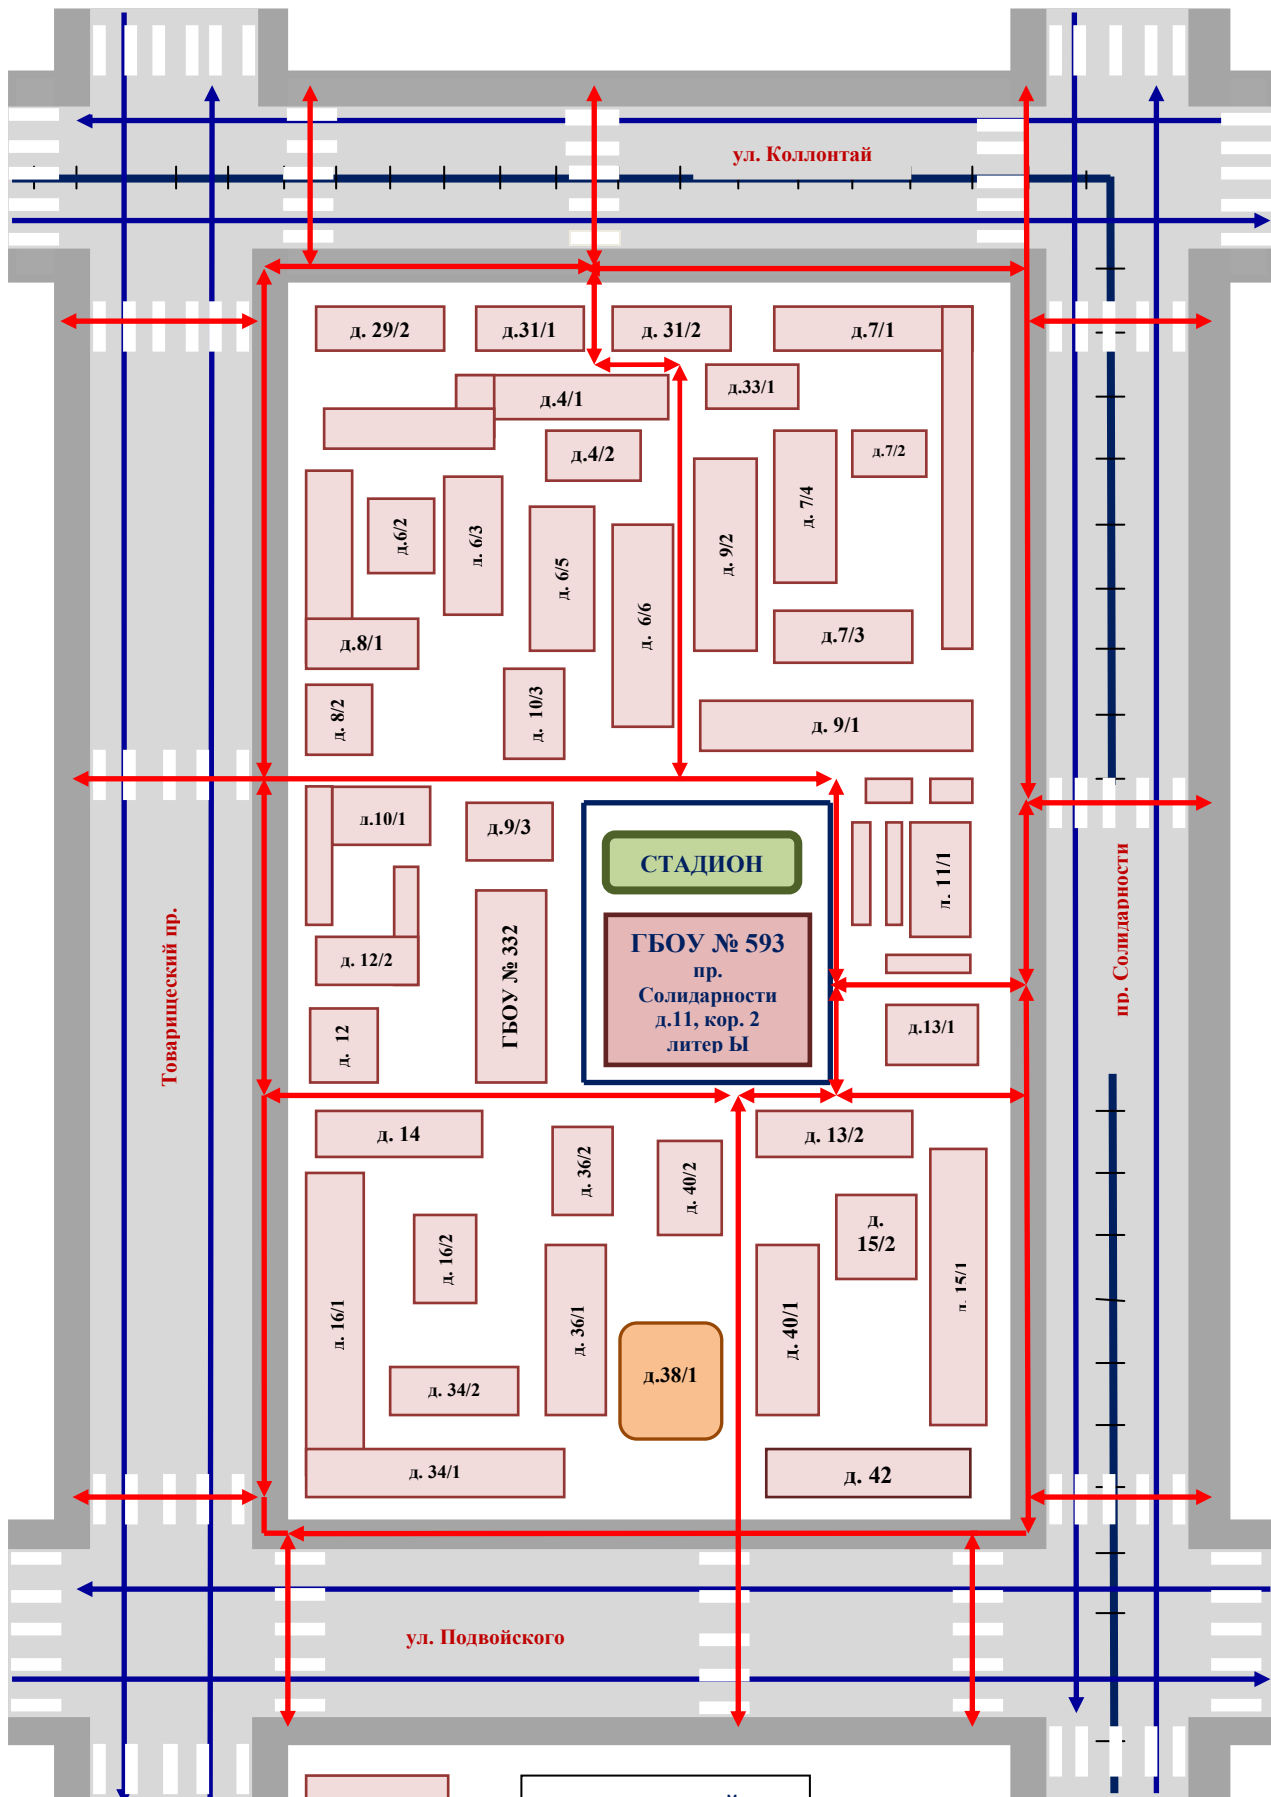 ул. Коллонтай
д. 29/2
д.31/1
д. 31/2
д.7/1
д.33/1
д.4/1
д.4/2
д.7/2
д. 7/4
д.6/2
д. 6/3
д. 6/5
д. 9/2
д. 6/6
д.8/1
д.7/3
д. 8/2
д. 10/3
д. 9/1
д.10/1
д.9/3
СТАДИОН
д. 11/1
Товарищеский пр.
пр. Солидарности
ГБОУ № 332
ГБОУ № 593
пр.
Солидарности
д.11, кор. 2
литер Ы
д. 12/2
д. 12
д.13/1
д. 14
д. 13/2
д. 36/2
д. 40/2
д.
15/2
д. 16/2
д. 15/1
д. 16/1
д. 36/1
д. 40/1
д.38/1
д. 34/2
д. 34/1
д. 42
ул. Подвойского